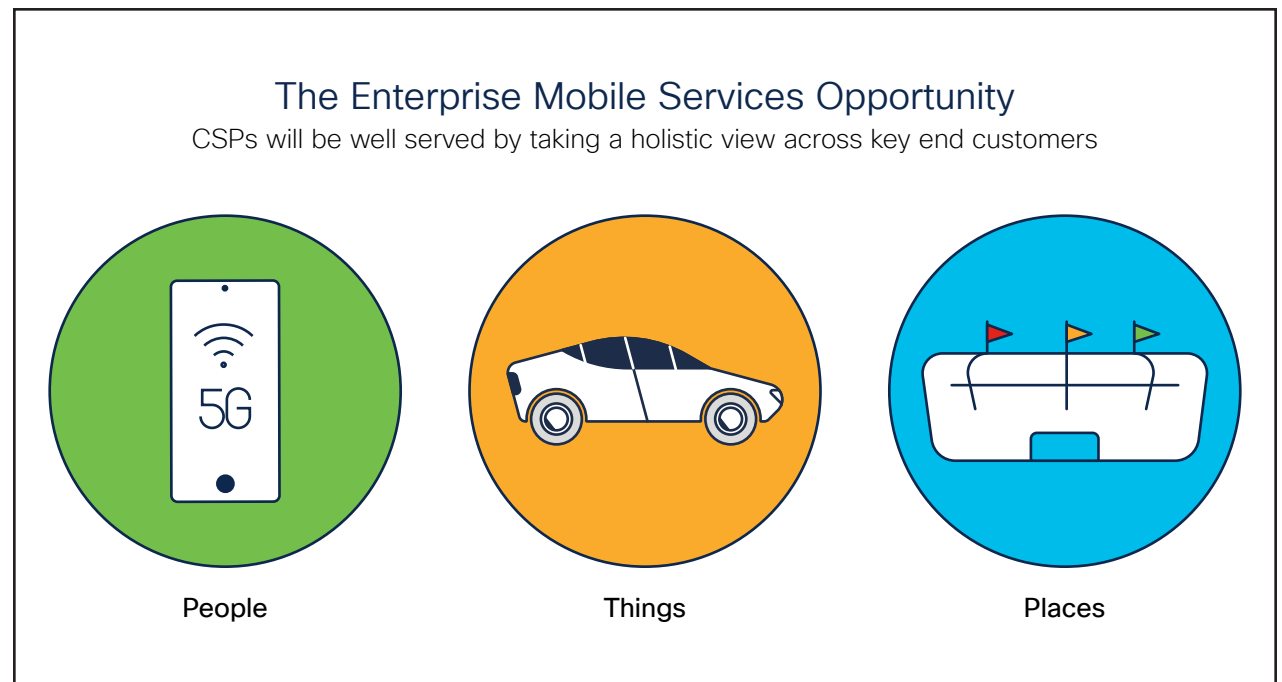 The Enterprise Mobile Services Opportunity
CSPs will be well served by taking a holistic view across key end customers
5G
People
Things
Places